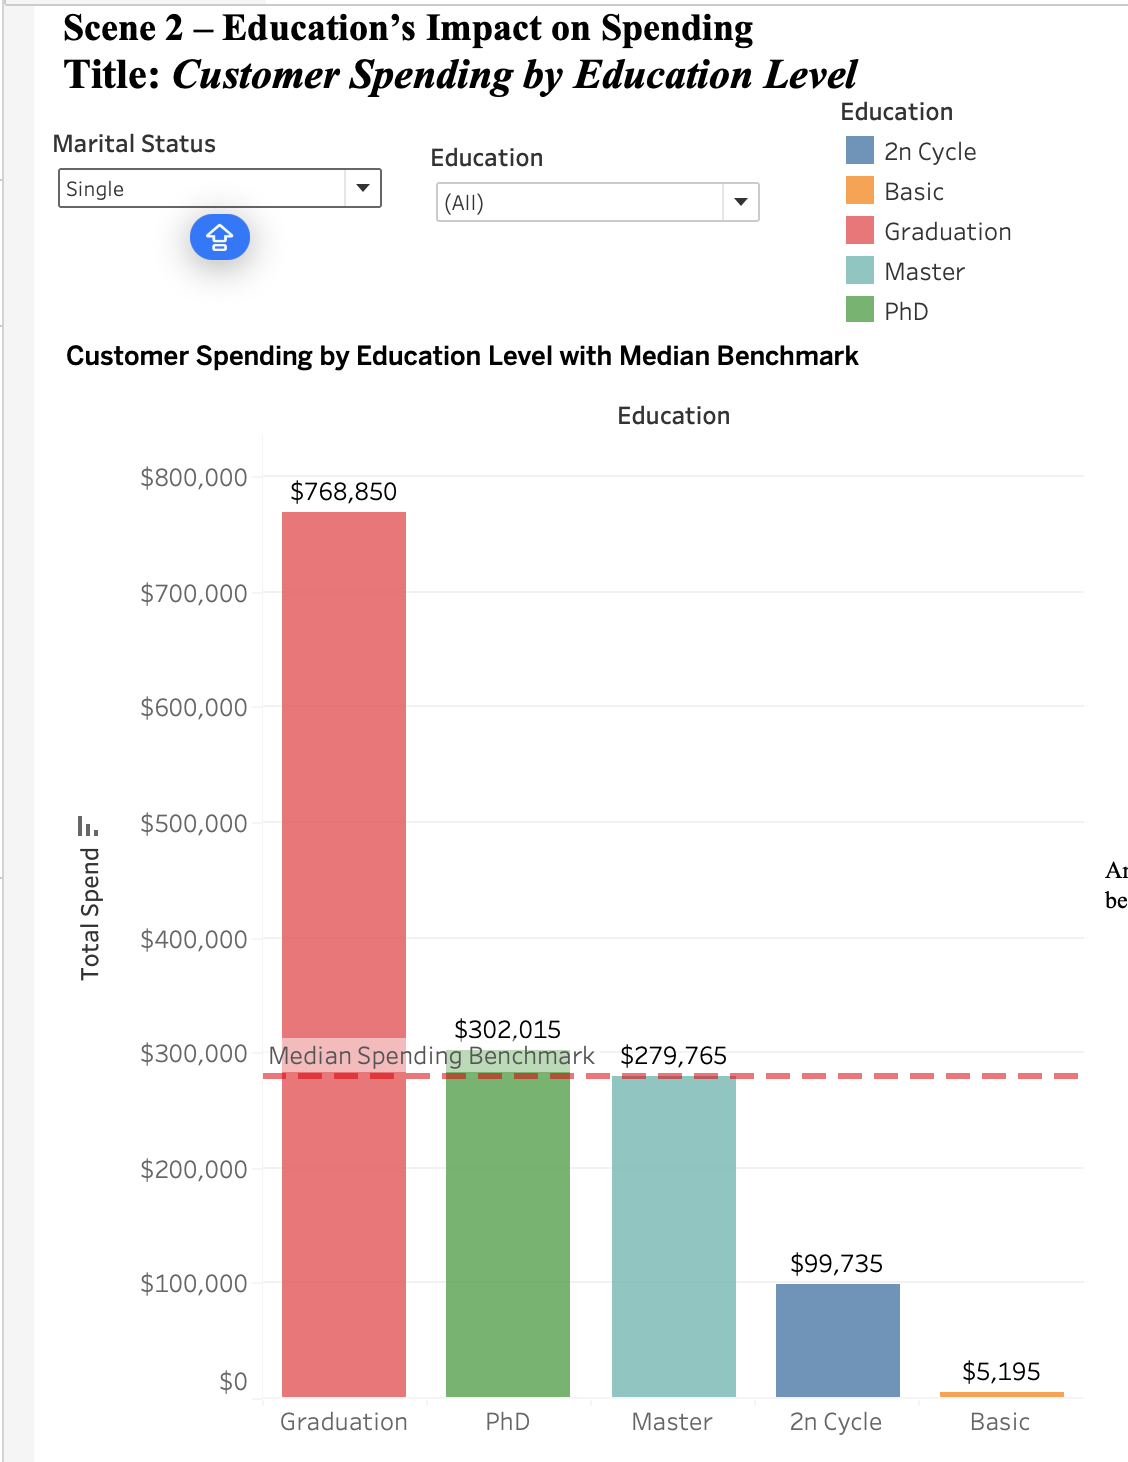 Scene 2 – Education’s Impact on Spending
Title: Customer Spending by Education Level
Marital Status
Single
Education
(All)
Education
2n Cycle
Basic
Graduation
Master
PhD
Customer Spending by Education Level with Median Benchmark
Education
Total Spend
$800,000
$700,000
$600,000
$500,000
$400,000
$300,000
$200,000
$100,000
$0
$768,850
$302,015
$279,765
$99,735
$5,195
Median Spending Benchmark
Graduation
PhD
Master
2n Cycle
Basic
be